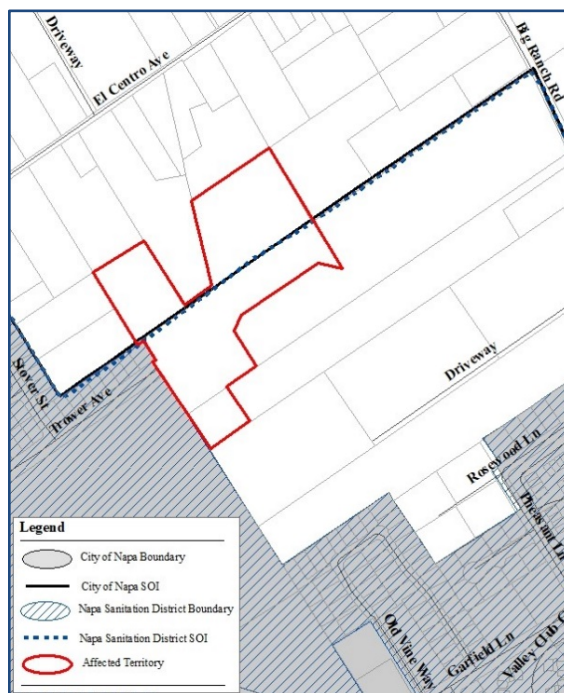 Driveway
El Centro Ave
Big Ranch Rd
Stover St
Trower Ave
Driveway
Rosewood Ln
Pheasant Ln
Old Vine Way
Garfield Ln
Valley Club C
Legend
City of Napa Boundary
City of Napa SOI
Napa Sanitation District Boundary
Napa Sanitation District SOI
Affected Territory